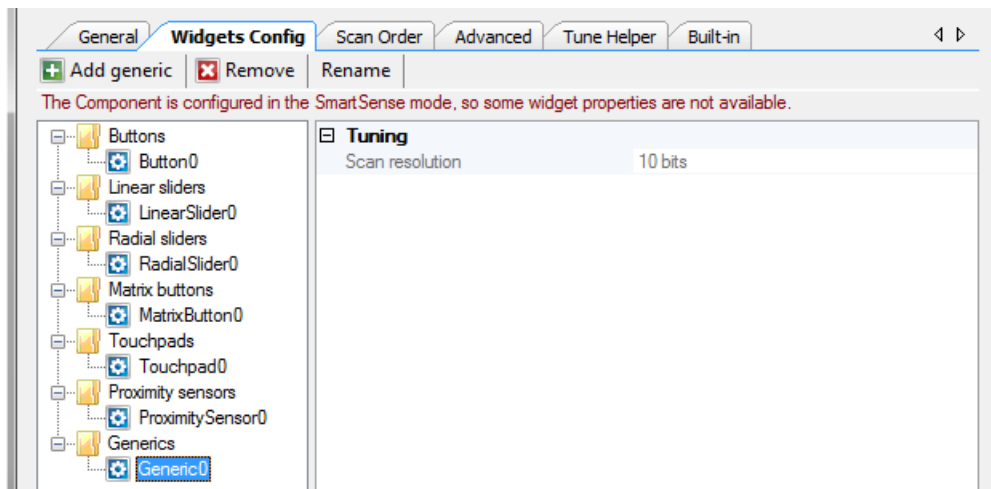 General Widgets Config Scan Order Advanced Tune Helper Built-in
Add generic Remove Rename
The Component is configured in the SmartSense mode, so some widget properties are not available.
Buttons
Button0
Linear sliders
LinearSlider0
Radial sliders
RadialSlider0
Matrix buttons
MatrixButton0
Touchpads
Touchpad0
Proximity sensors
ProximitySensor0
Generics
Generic0
Tuning
Scan resolution 10 bits